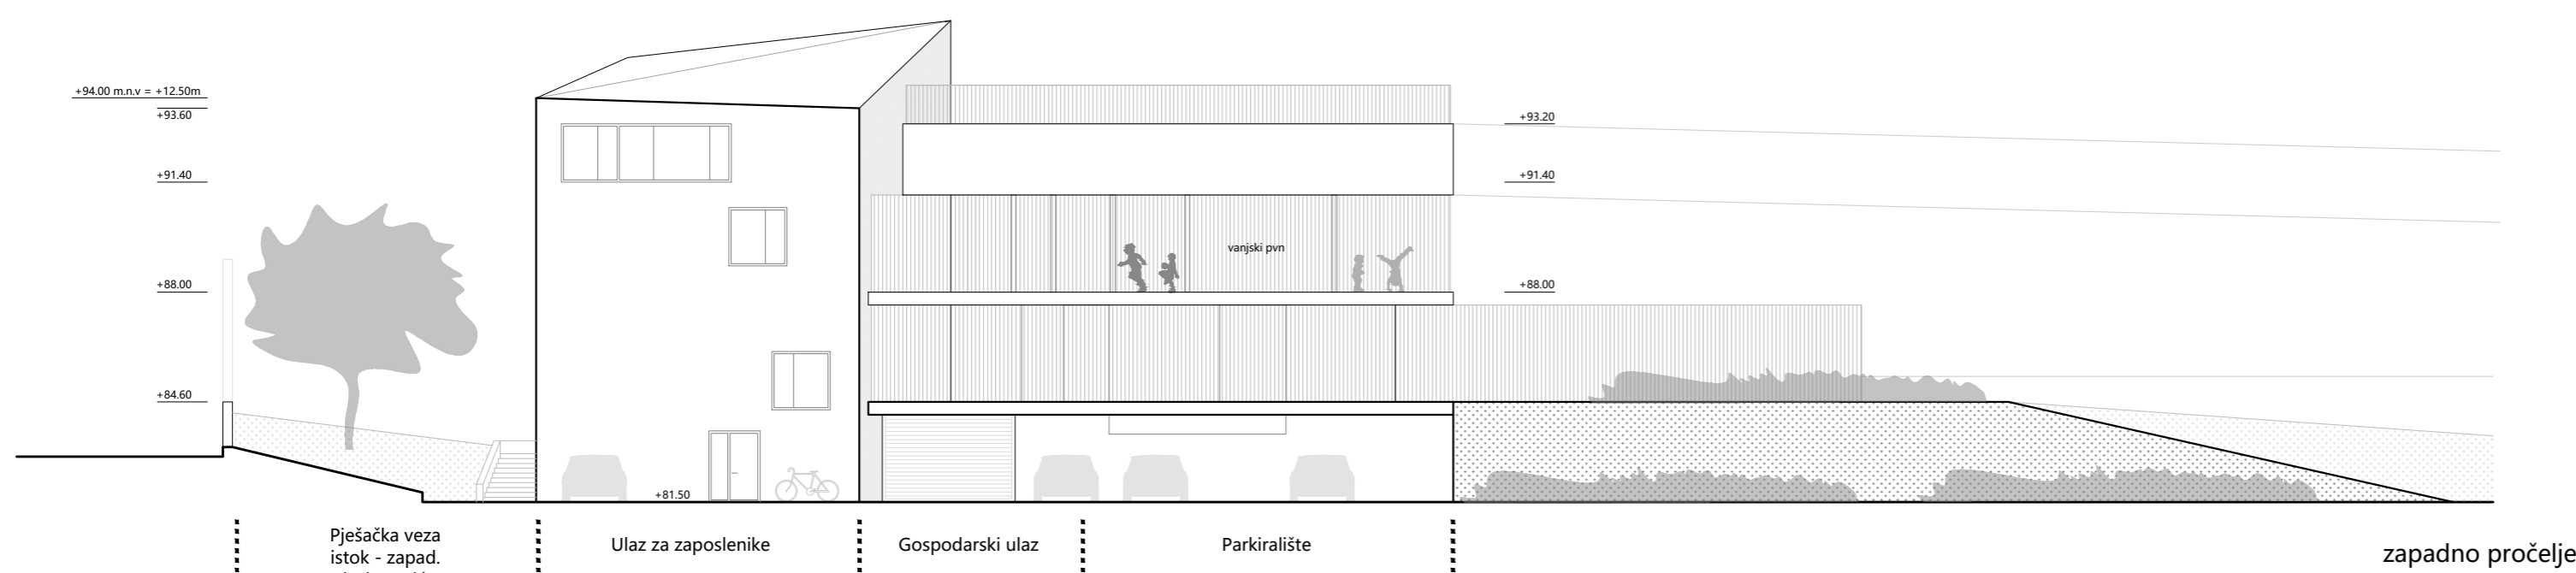 +94.00 m.n.v = +12.50m
+93.60
+91.40
+88.00
+84.60
+93.20
+91.40
+88.00
vanjski pvn
+81.50
Pješačka veza
istok - zapad.
Ulaz za zaposlenike
Gospodarski ulaz
Parkiralište
zapadno pročelje